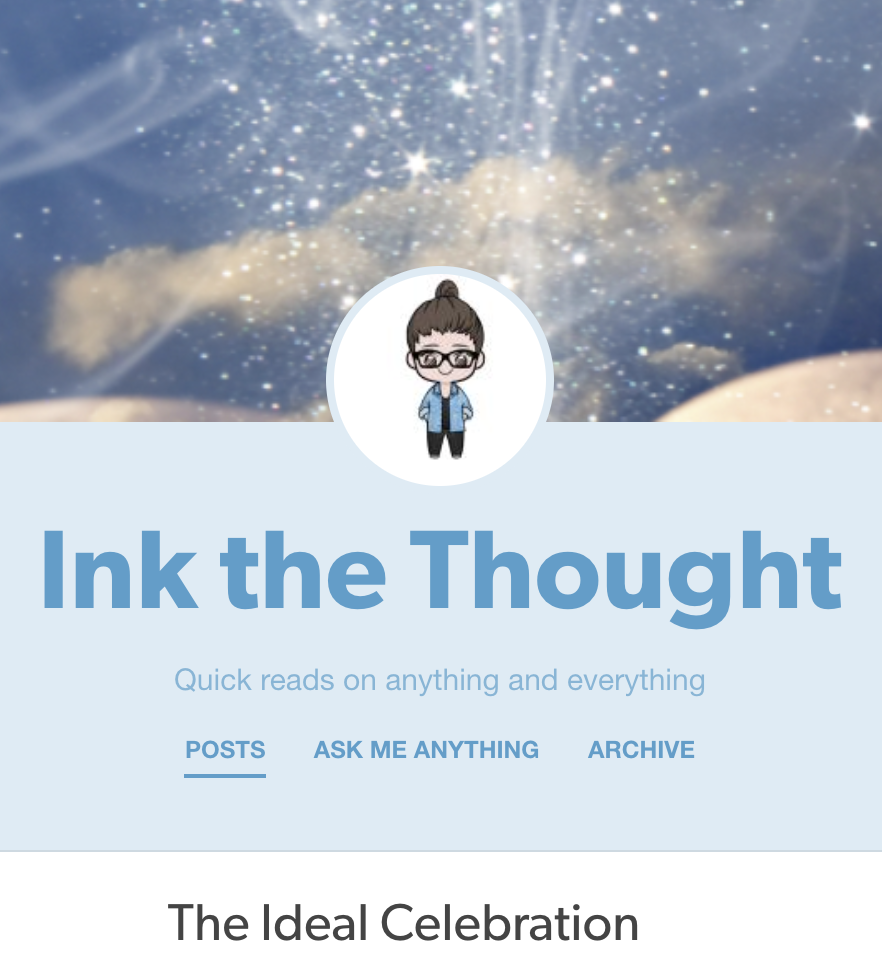 Ink the Thought
Quick reads on anything and everything
POSTS ASK ME ANYTHING ARCHIVE
The Ideal Celebration